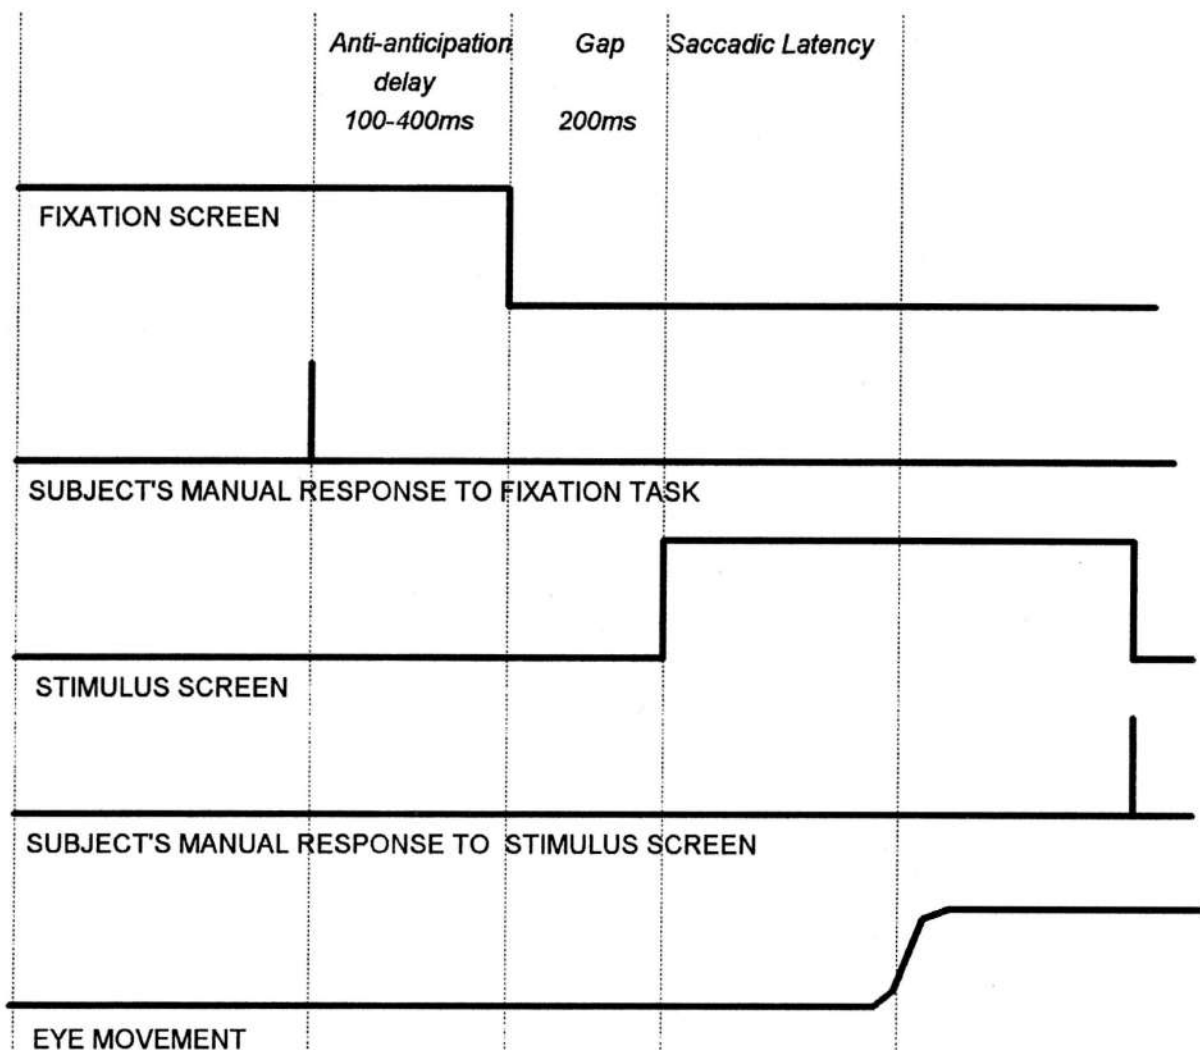 Anti-anticipation Gap Saccadic Latency
delay
100-400ms 200ms
FIXATION SCREEN
SUBJECT'S MANUAL RESPONSE TO FIXATION TASK
STIMULUS SCREEN
SUBJECT'S MANUAL RESPONSE TO STIMULUS SCREEN
EYE MOVEMENT